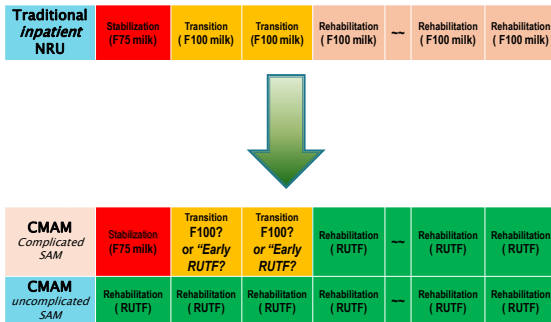 Traditional
inpatient
NRU
Stabilization
(F75 milk)
Transition
( F100 milk)
Transition
( F100 milk)
Rehabilitation
( F100 milk)
~~
Rehabilitation
( F100 milk)
Rehabilitation
( F100 milk)
CMAM
Complicated
SAM
Stabilization
(F75 milk)
Transition
F100?
or “Early
RUTF?
Transition
F100?
or “Early
RUTF?
Rehabilitation
( RUTF)
~~
Rehabilitation
( RUTF)
Rehabilitation
( RUTF)
CMAM
uncomplicated
SAM
Rehabilitation
( RUTF)
Rehabilitation
( RUTF)
Rehabilitation
( RUTF)
Rehabilitation
( RUTF)
~~
Rehabilitation
( RUTF)
Rehabilitation
( RUTF)